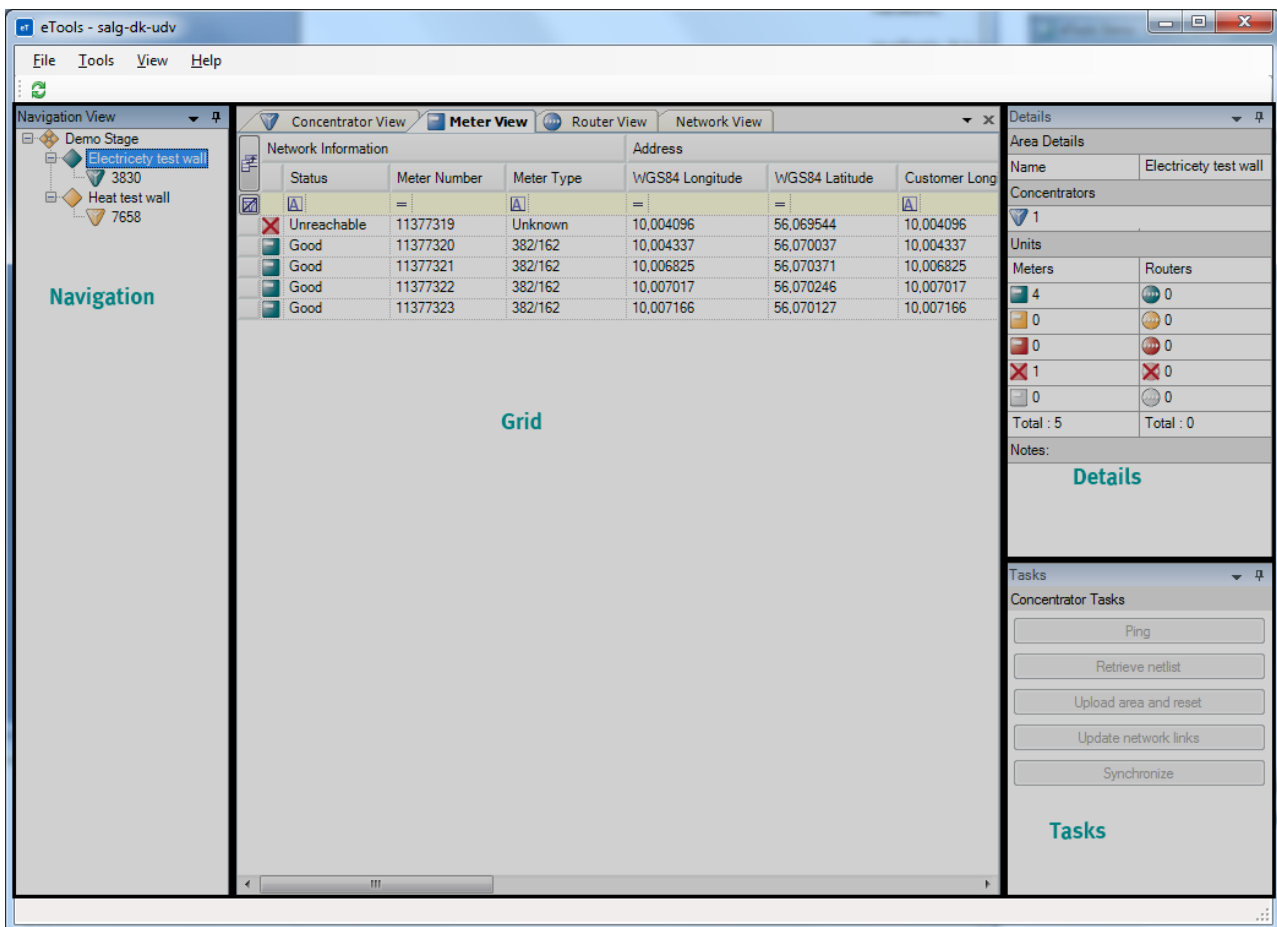 eT eTools - salg-dk-udv
File Tools View Help
Navigation View
Demo Stage
Electricety test wall
3830
Heat test wall
7658
Navigation
Concentrator View Meter View Router View Network View
Network Information Address
Status Meter Number Meter Type WGS84 Longitude WGS84 Latitude Customer Long
A = A = = A
Unreachable 11377319 Unknown 10,004096 56,069544 10,004096
Good 11377320 382/162 10,004337 56,070037 10,004337
Good 11377321 382/162 10,006825 56,070371 10,006825
Good 11377322 382/162 10,007017 56,070246 10,007017
Good 11377323 382/162 10,007166 56,070127 10,007166
Grid
Details
Area Details
Name Electricety test wall
Concentrators
1
Units
Meters Routers
4 0
0 0
0 0
1 0
0 0
Total : 5 Total : 0
Notes:
Details
Tasks
Concentrator Tasks
Ping
Retrieve netlist
Upload area and reset
Update network links
Synchronize
Tasks